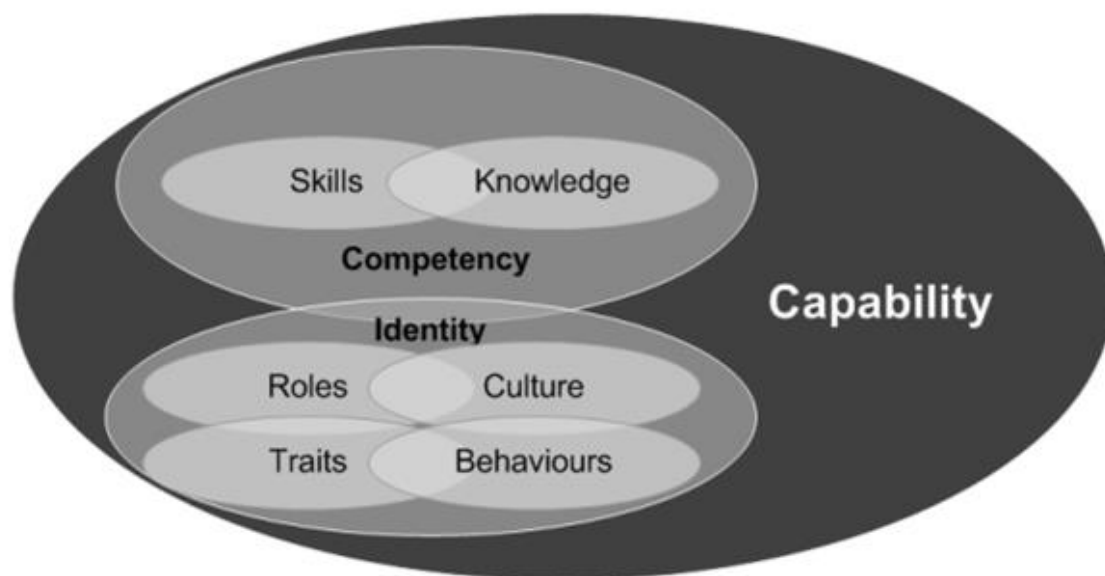 Skills Knowledge
Competency
Capability
Identity
Roles Culture
Traits Behaviours